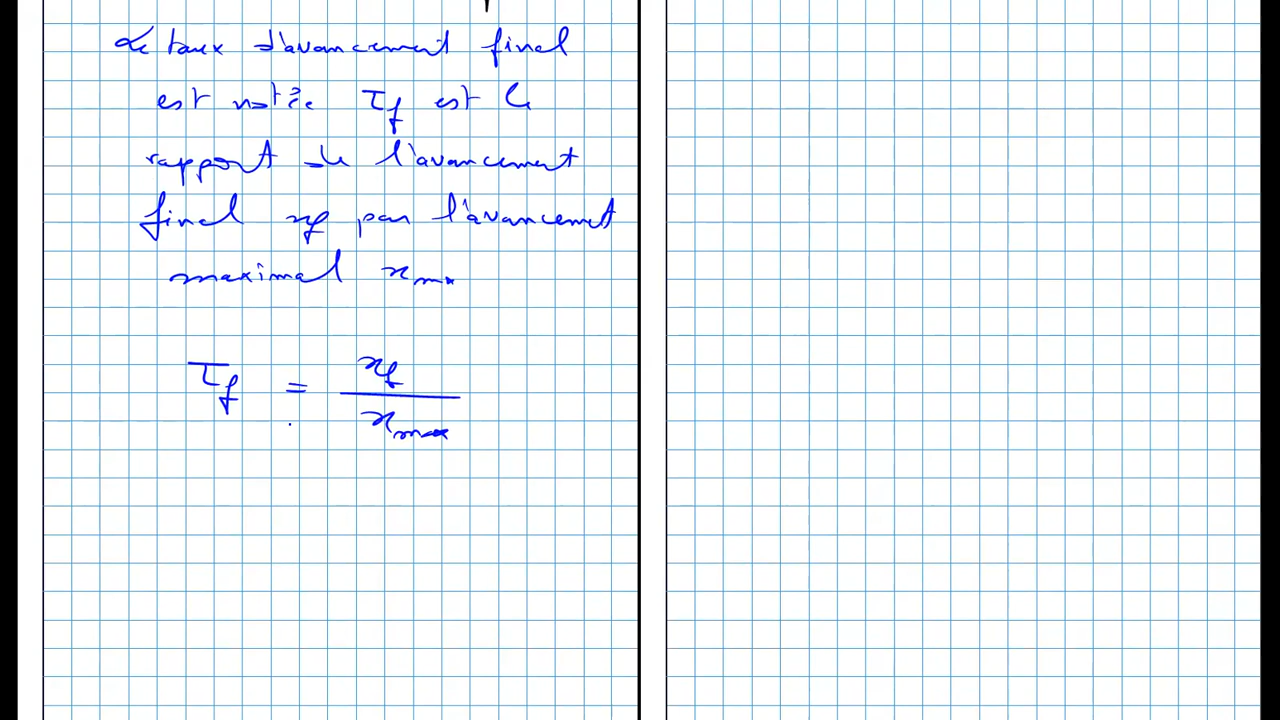 Le taux d'avancement final
est notée τf est le
rapport de l'avancement
final xf par l'avancement
maximal xmax
τf = xf / xmax